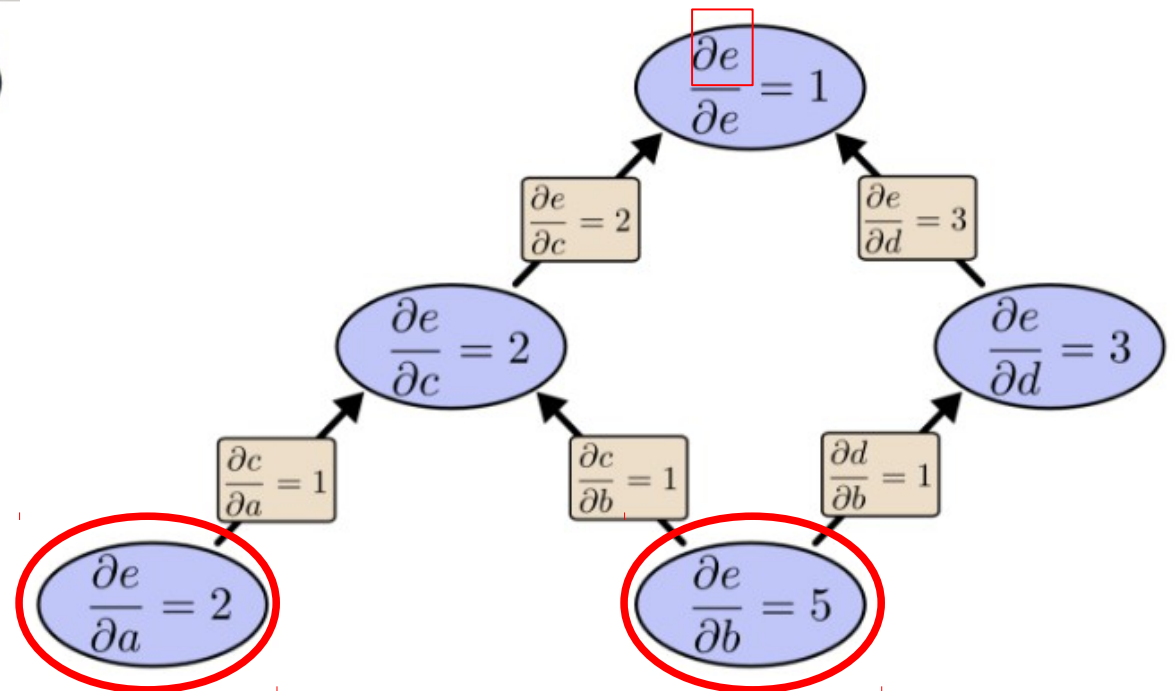 ∂e/∂e = 1
∂e/∂c = 2
∂e/∂d = 3
∂e/∂c = 2
∂e/∂d = 3
∂c/∂a = 1
∂c/∂b = 1
∂d/∂b = 1
∂e/∂a = 2
∂e/∂b = 5